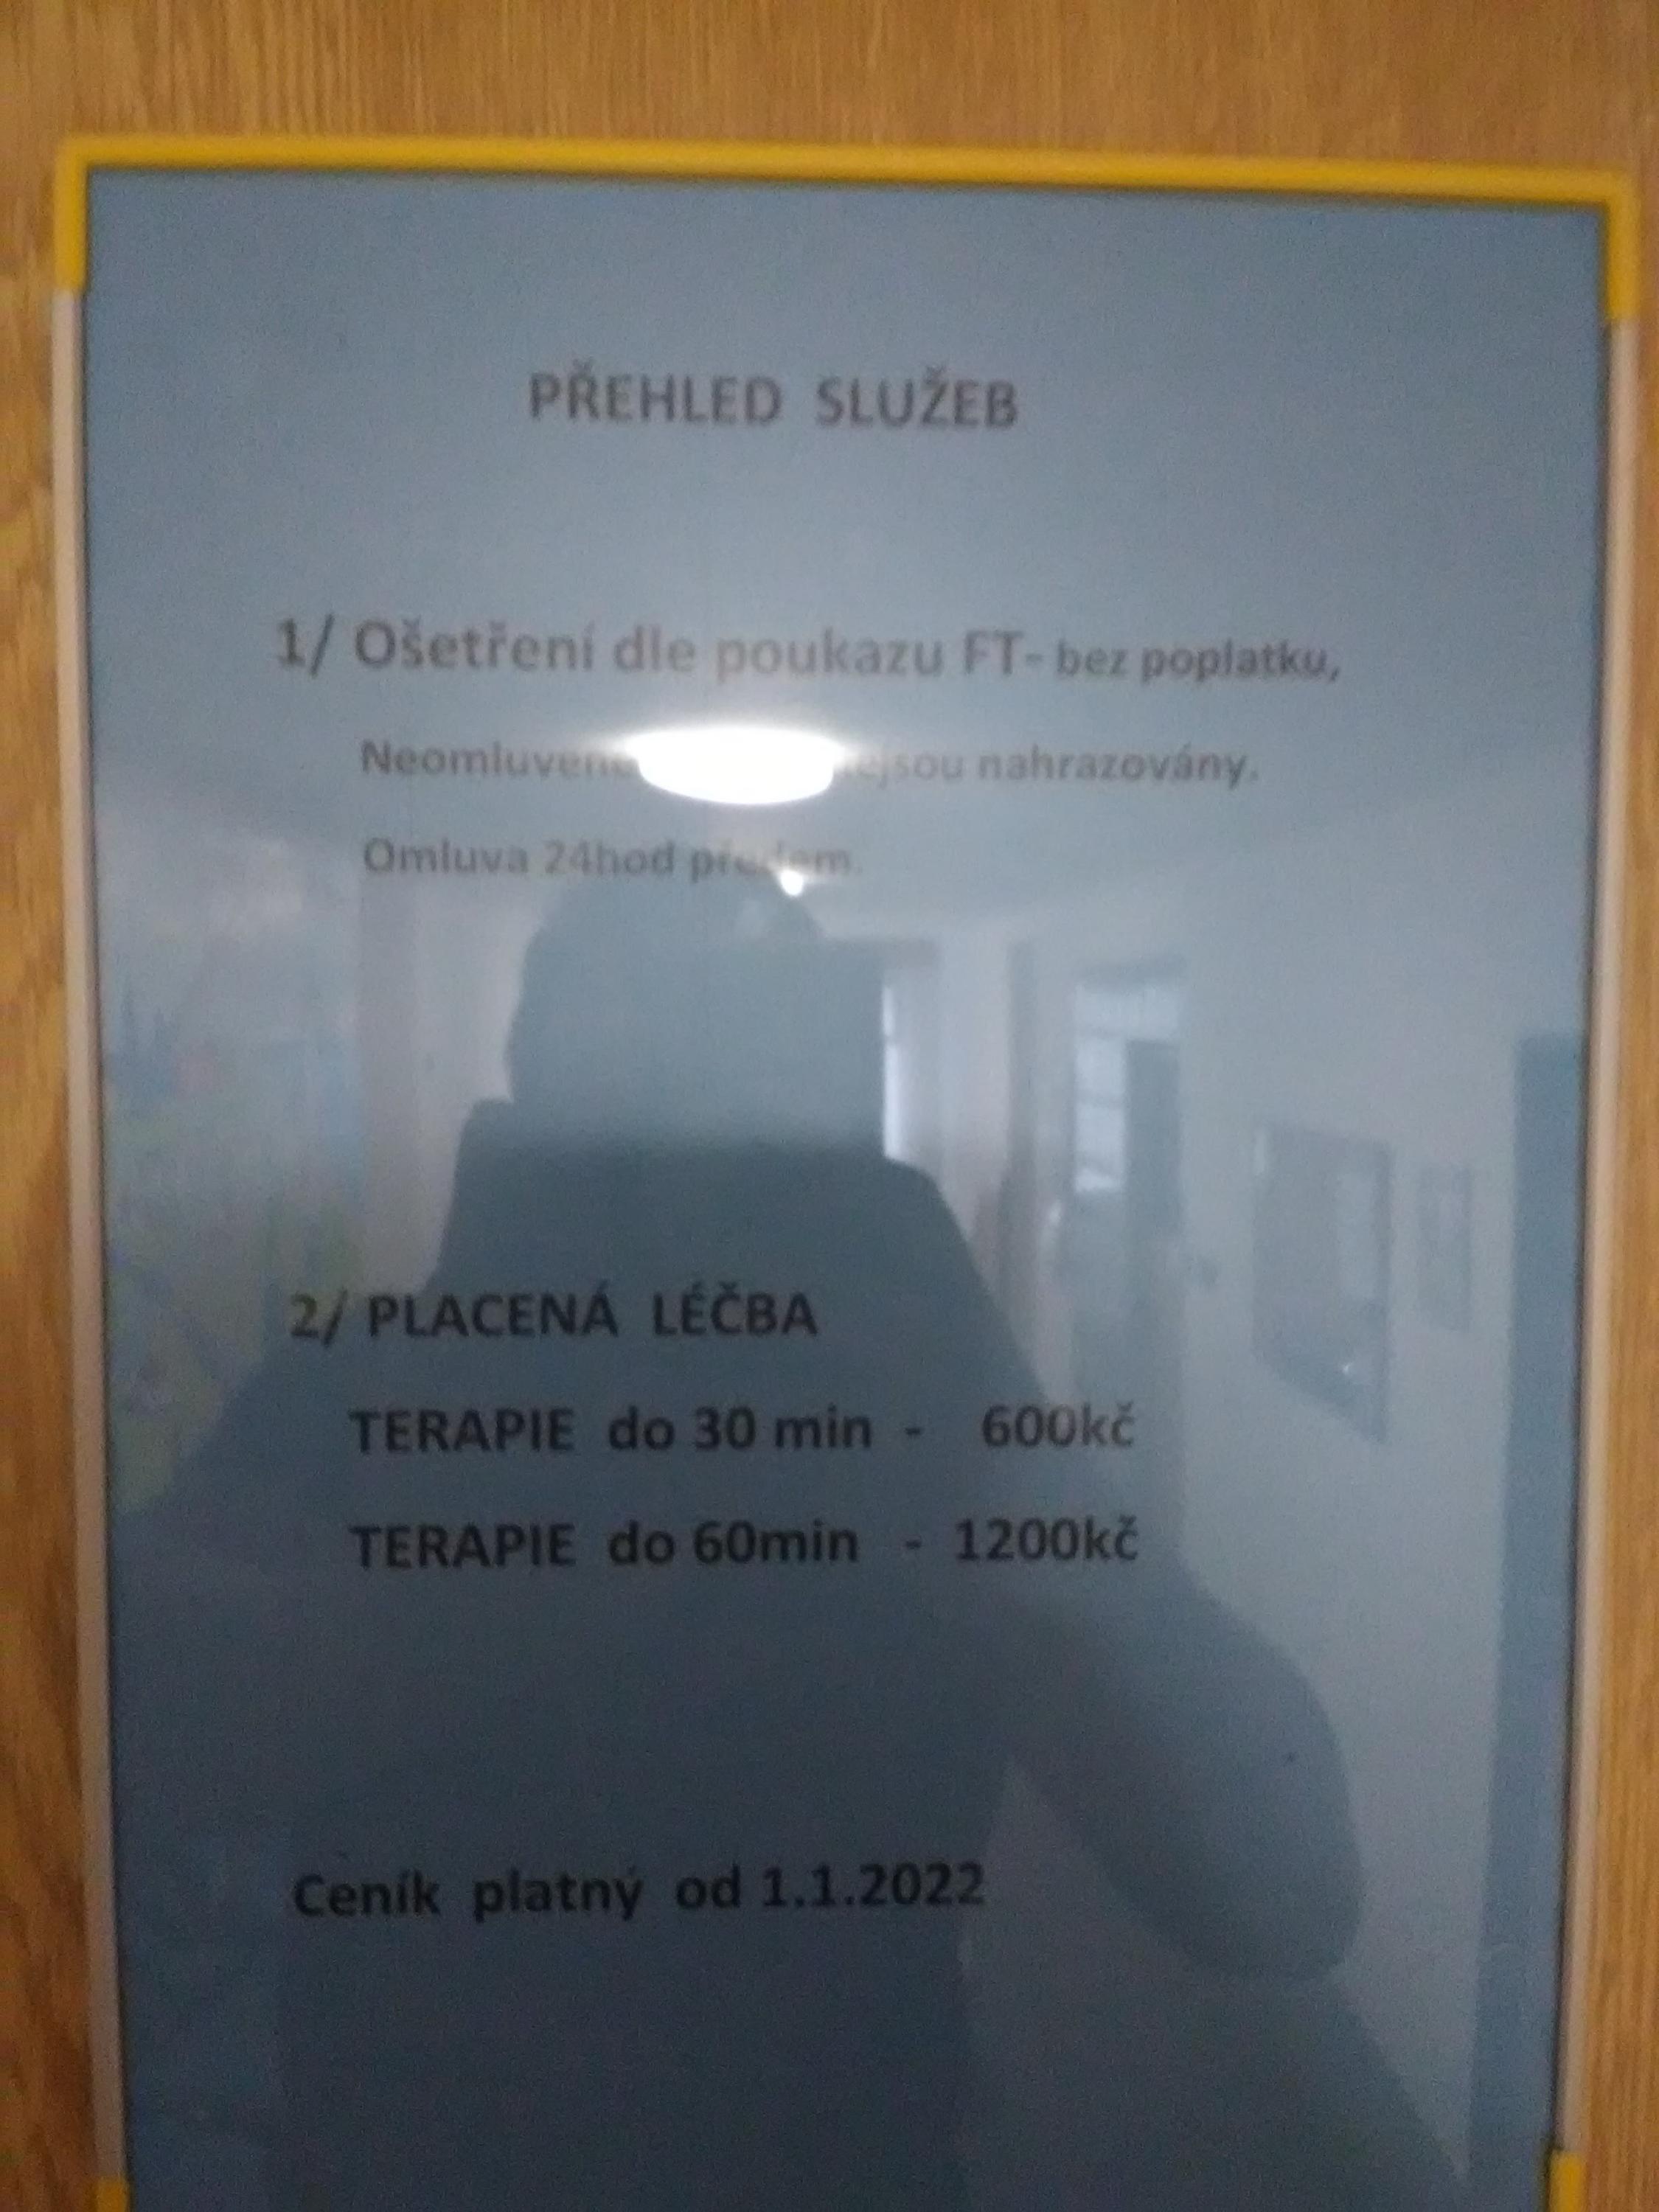 PŘEHLED SLUŽEB
1/ Ošetření dle poukazu FT- bez poplatku,
Neomluvené nejsou nahrazovány.
Omluva 24hod předem.
2/ PLACENÁ LÉČBA
TERAPIE do 30 min - 600kč
TERAPIE do 60min - 1200kč
Ceník platný od 1.1.2022